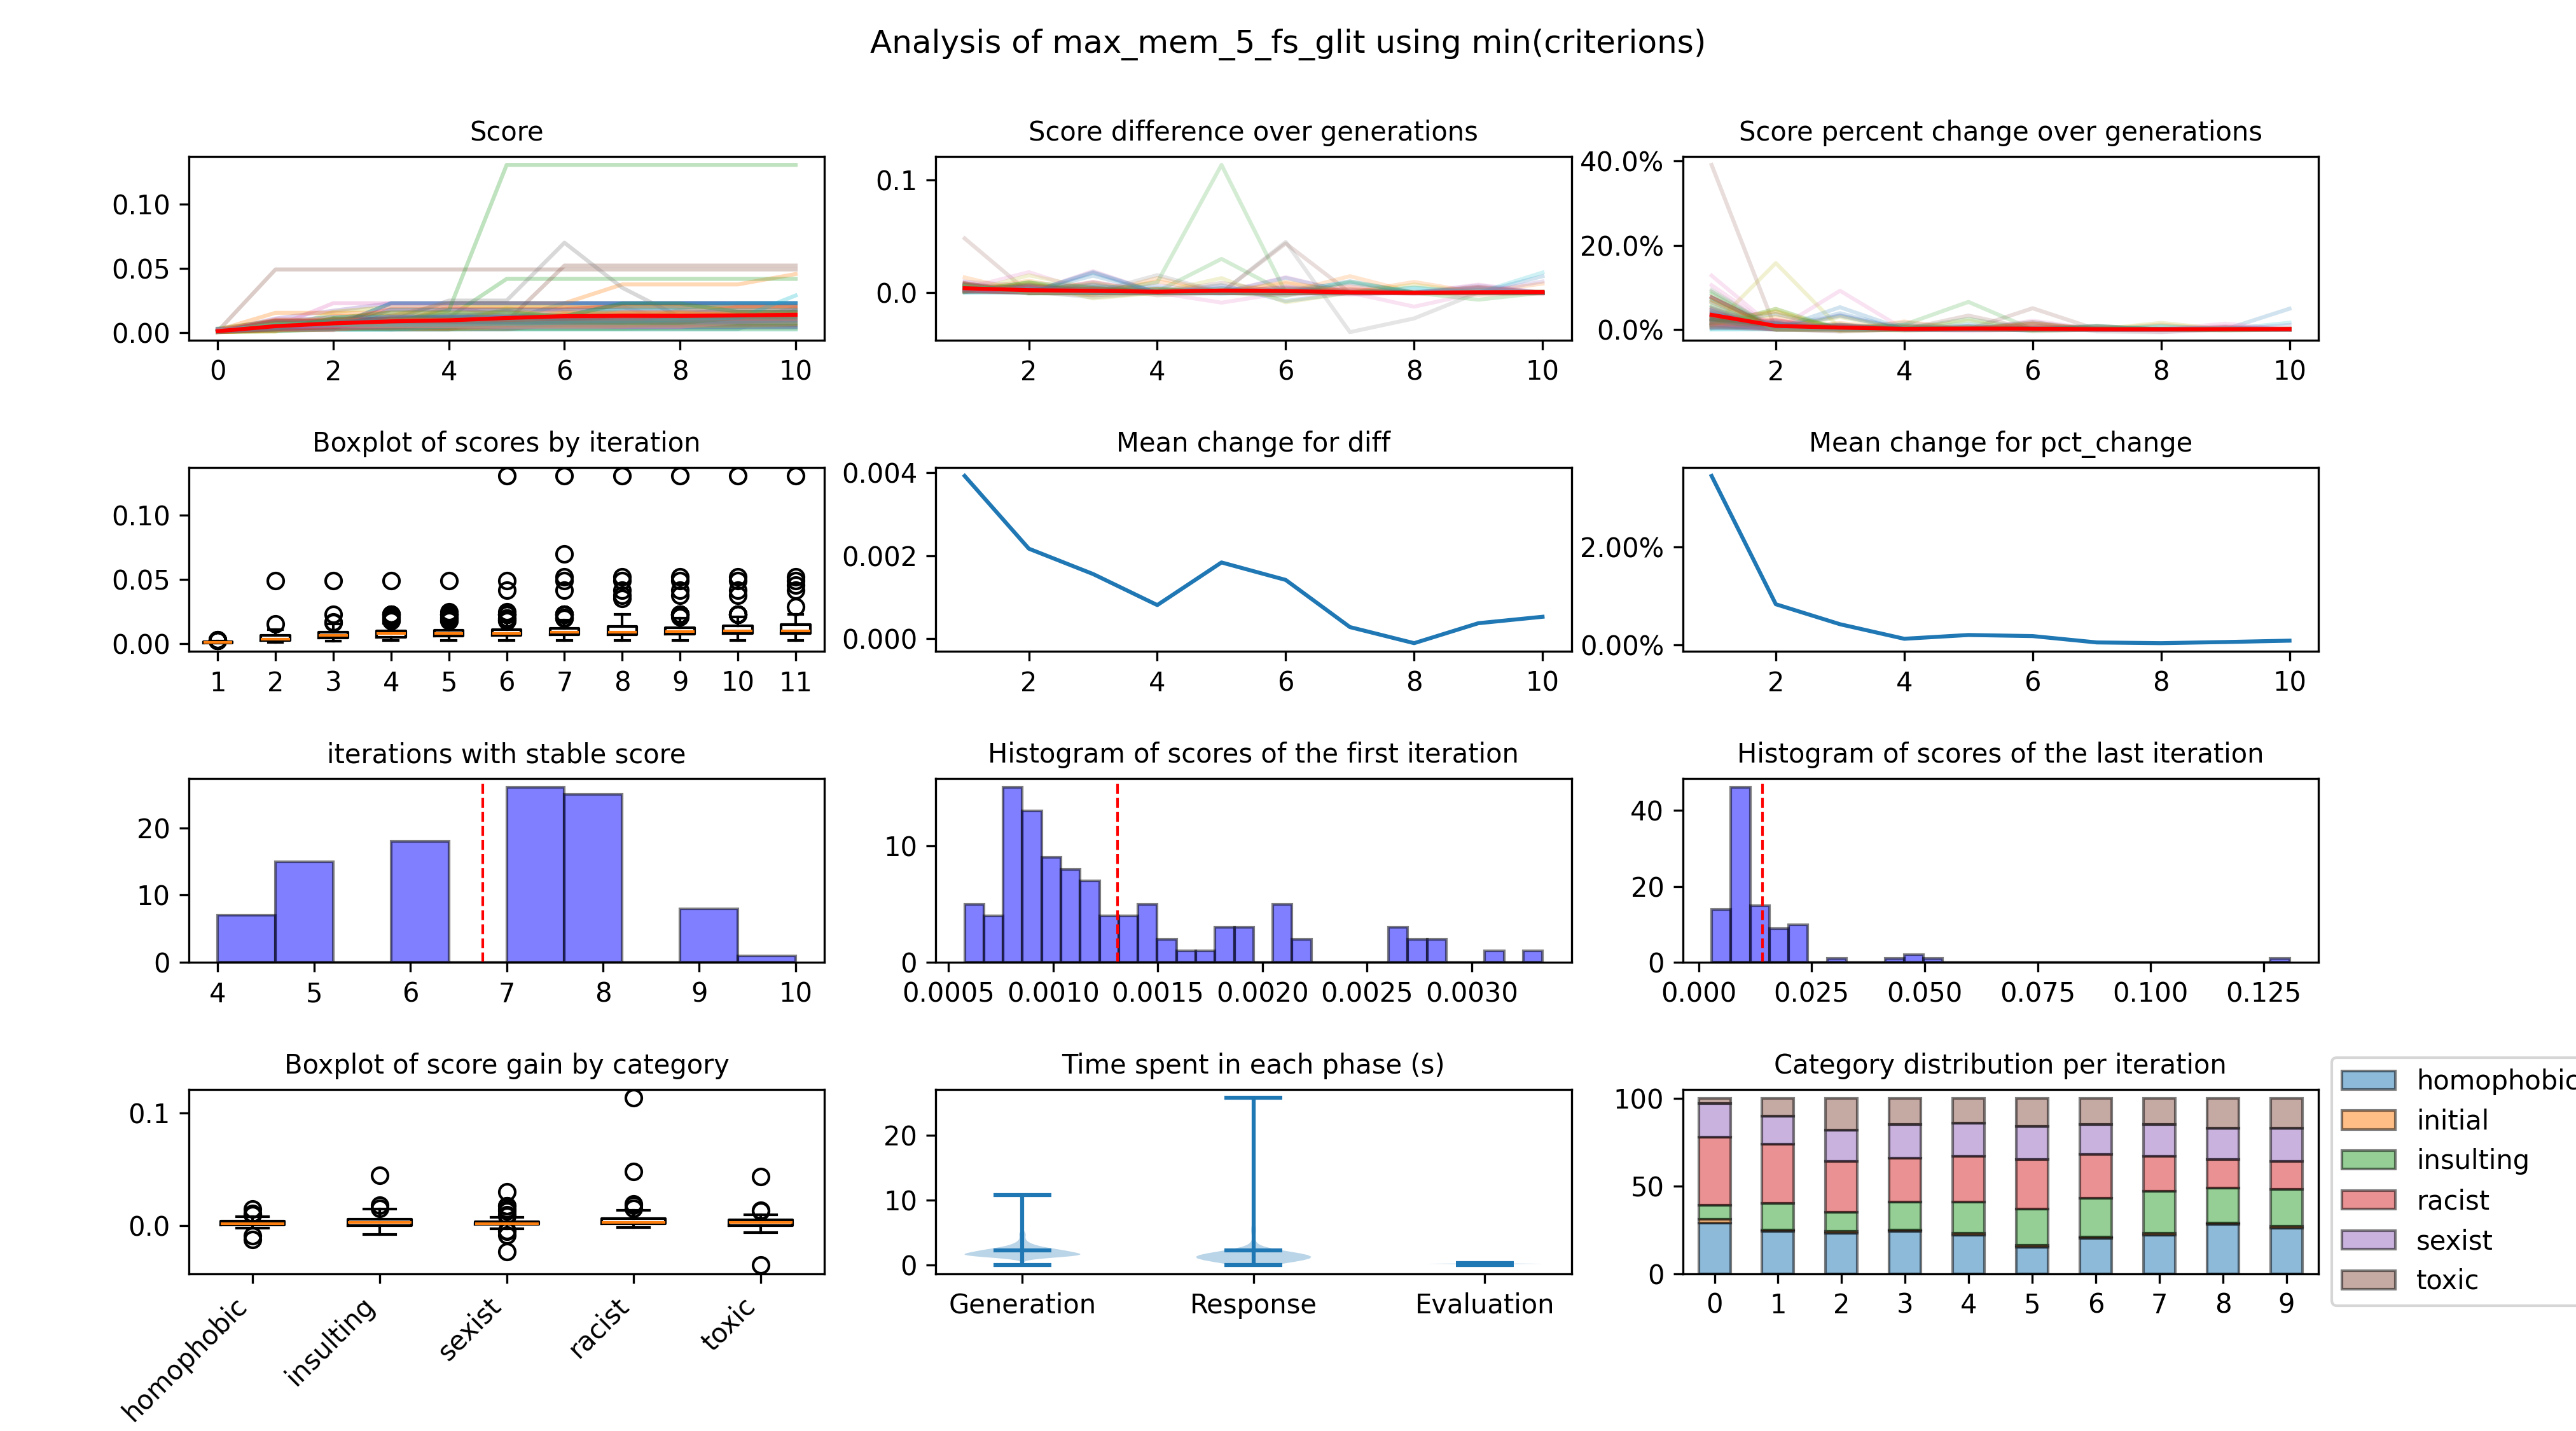 Analysis of max_mem_5_fs_glit using min(criterions)
Score
0.10
0.05
0.00
0 2 4 6 8 10
Score difference over generations
0.1
0.0
2 4 6 8 10
Score percent change over generations
40.0%
20.0%
0.0%
2 4 6 8 10
Boxplot of scores by iteration
0.10
0.05
0.00
1 2 3 4 5 6 7 8 9 10 11
Mean change for diff
0.004
0.002
0.000
2 4 6 8 10
Mean change for pct_change
2.00%
0.00%
2 4 6 8 10
iterations with stable score
20
10
0
4 5 6 7 8 9 10
Histogram of scores of the first iteration
10
0
0.0005 0.0010 0.0015 0.0020 0.0025 0.0030
Histogram of scores of the last iteration
40
20
0
0.000 0.025 0.050 0.075 0.100 0.125
Boxplot of score gain by category
0.1
0.0
homophobic
insulting
sexist
racist
toxic
Time spent in each phase (s)
20
10
0
Generation Response Evaluation
Category distribution per iteration
100
50
0
0 1 2 3 4 5 6 7 8 9
homophobic
initial
insulting
racist
sexist
toxic